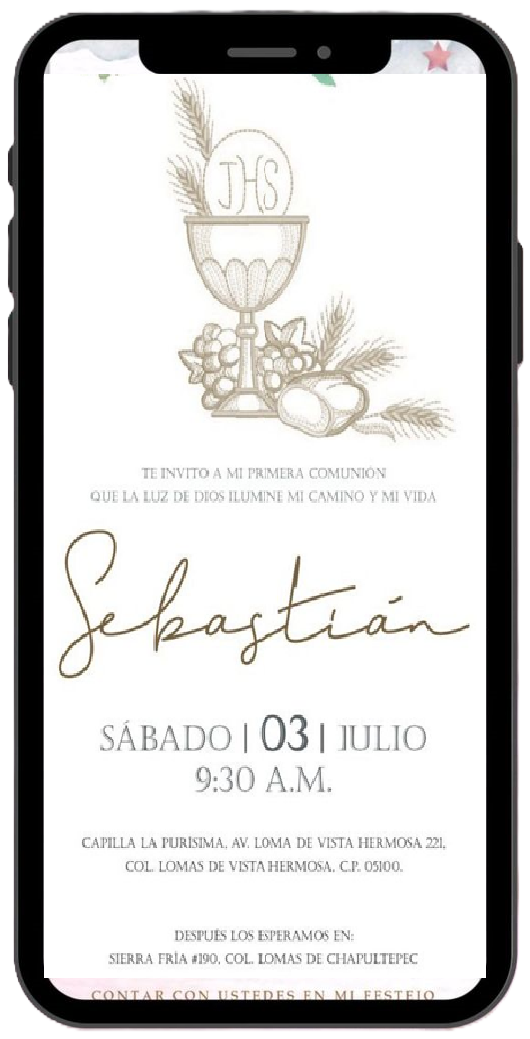 JHS
TE INVITO A MI PRIMERA COMUNIÓN
QUE LA LUZ DE DIOS ILUMINE MI CAMINO Y MI VIDA
Sebastián
SÁBADO | 03 | JULIO
9:30 A.M.
CAPILLA LA PURÍSIMA, AV. LOMA DE VISTA HERMOSA 221,
COL. LOMAS DE VISTA HERMOSA. C.P. 05100.
DESPUÉS LOS ESPERAMOS EN:
SIERRA FRÍA #190, COL. LOMAS DE CHAPULTEPEC
CONTAR CON USTEDES EN MI FESTEJO